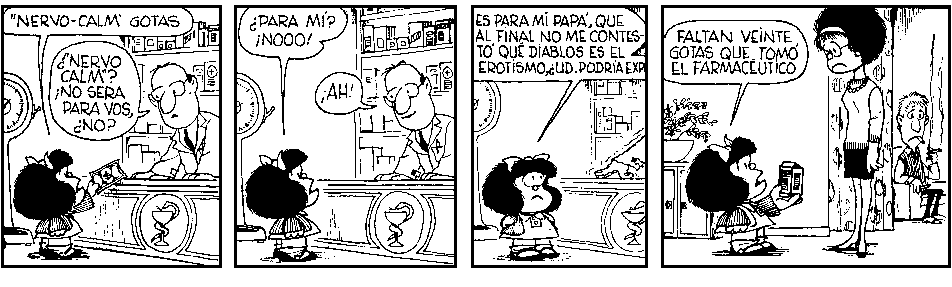 "NERVO-CALM" GOTAS
¿"NERVO
CALM"?
¡NO SERA
PARA VOS,
¿NO?
¿PARA MÍ?
¡NOOO!
¡AH!
ES PARA MÍ PAPÁ, QUE
AL FINAL NO ME CONTES-
TÓ QUÉ DIABLOS ES EL
EROTISMO, ¿UD. PODRÍA EXP
FALTAN VEINTE
GOTAS QUE TOMÓ
EL FARMACÉUTICO